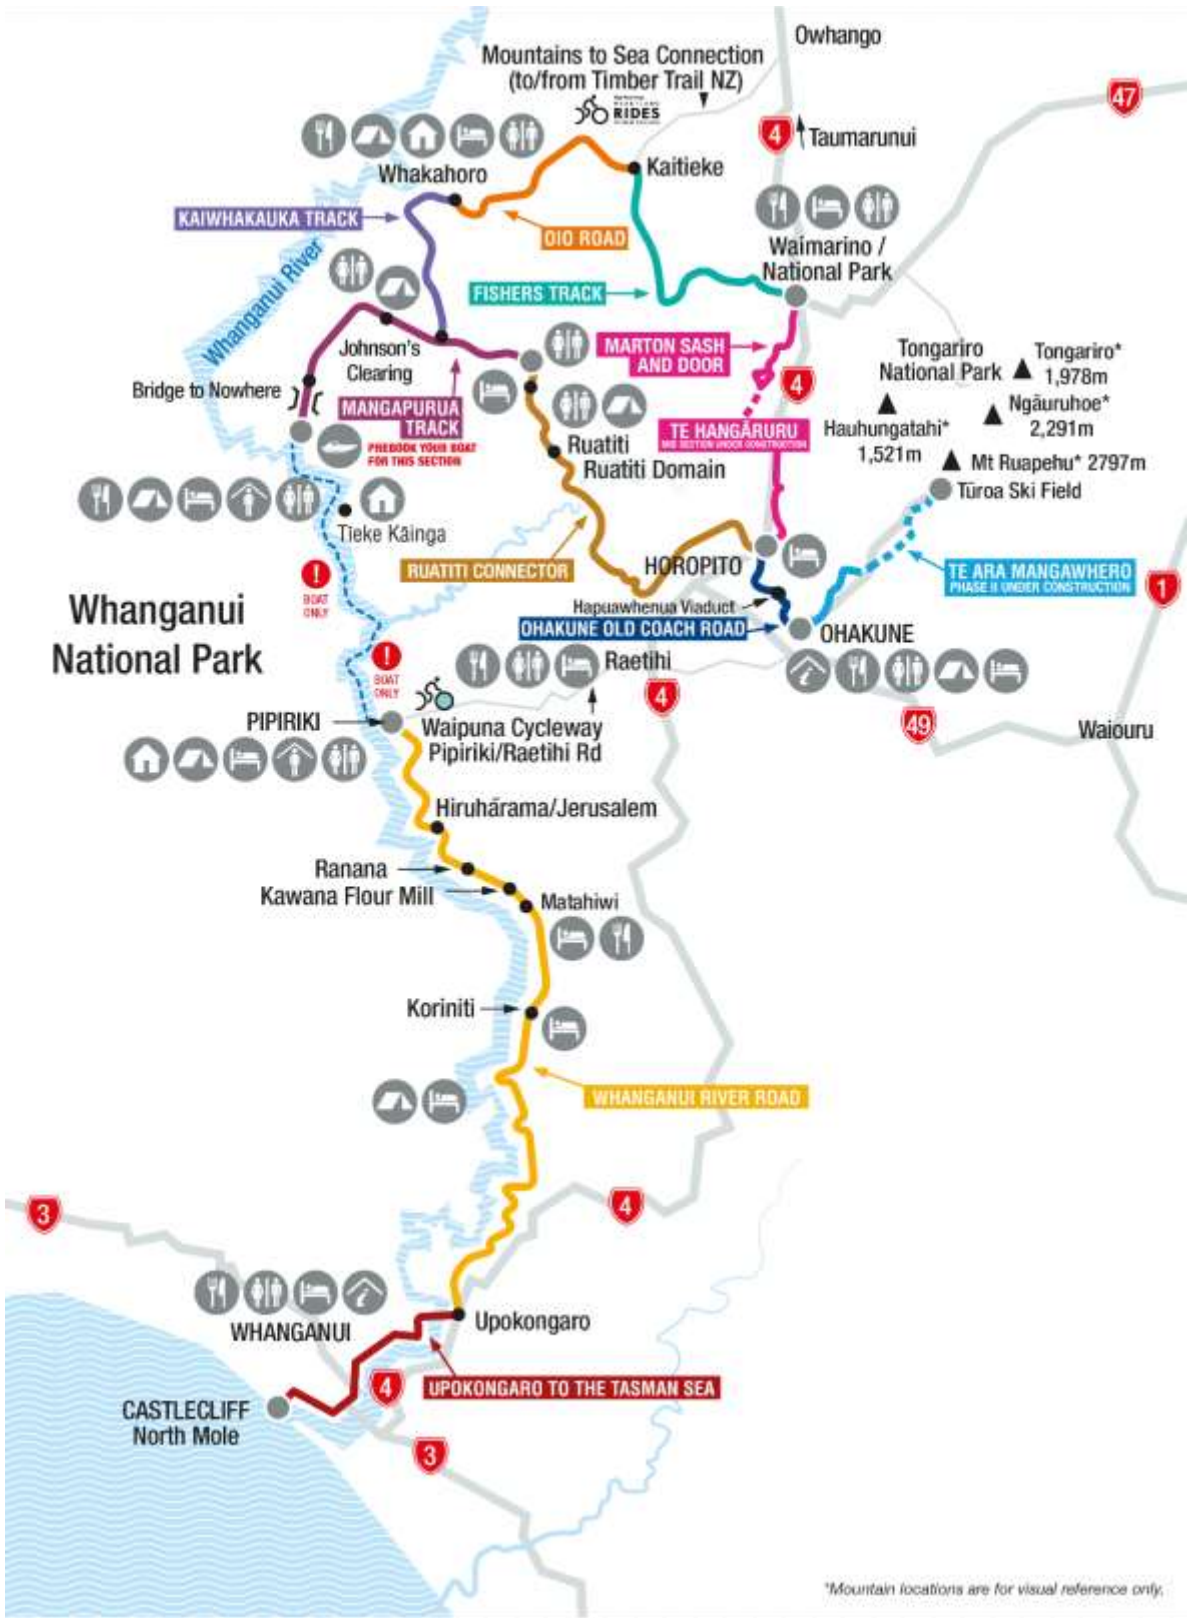 Owhango
Mountains to Sea Connection
(to/from Timber Trail NZ)
RIDES
47
4
Taumarunui
Whakahoro
Kaitieke
KAIWHAKAUKA TRACK
OIO ROAD
Waimarino /
National Park
Whanganui River
FISHERS TRACK
MARTON SASH
AND DOOR
Johnson's
Clearing
Tongariro
National Park
Tongariro*
1,978m
4
Bridge to Nowhere
MANGAPURUA
TRACK
PREBOOK YOUR BOAT
FOR THIS SECTION
Ngāuruhoe*
2,291m
TE HANGĀRURU
MID SECTION UNDER CONSTRUCTION
Hauhungatahi*
1,521m
Ruatiti
Ruatiti Domain
Mt Ruapehu* 2797m
Tūroa Ski Field
Tīeke Kāinga
HOROPITO
RUATITI CONNECTOR
TE ARA MANGAWHERO
PHASE II UNDER CONSTRUCTION
1
!
BOAT
ONLY
Whanganui
National Park
Hapuawhenua Viaduct
OHAKUNE OLD COACH ROAD
OHAKUNE
!
BOAT
ONLY
Raetihi
4
49
PIPIRIKI
Waipuna Cycleway
Pipiriki/Raetihi Rd
Waiouru
Hiruhārama/Jerusalem
Ranana
Kawana Flour Mill
Matahiwi
Koriniti
WHANGANUI RIVER ROAD
3
4
WHANGANUI
Upokongaro
4
UPOKONGARO TO THE TASMAN SEA
CASTLECLIFF
North Mole
3
*Mountain locations are for visual reference only.